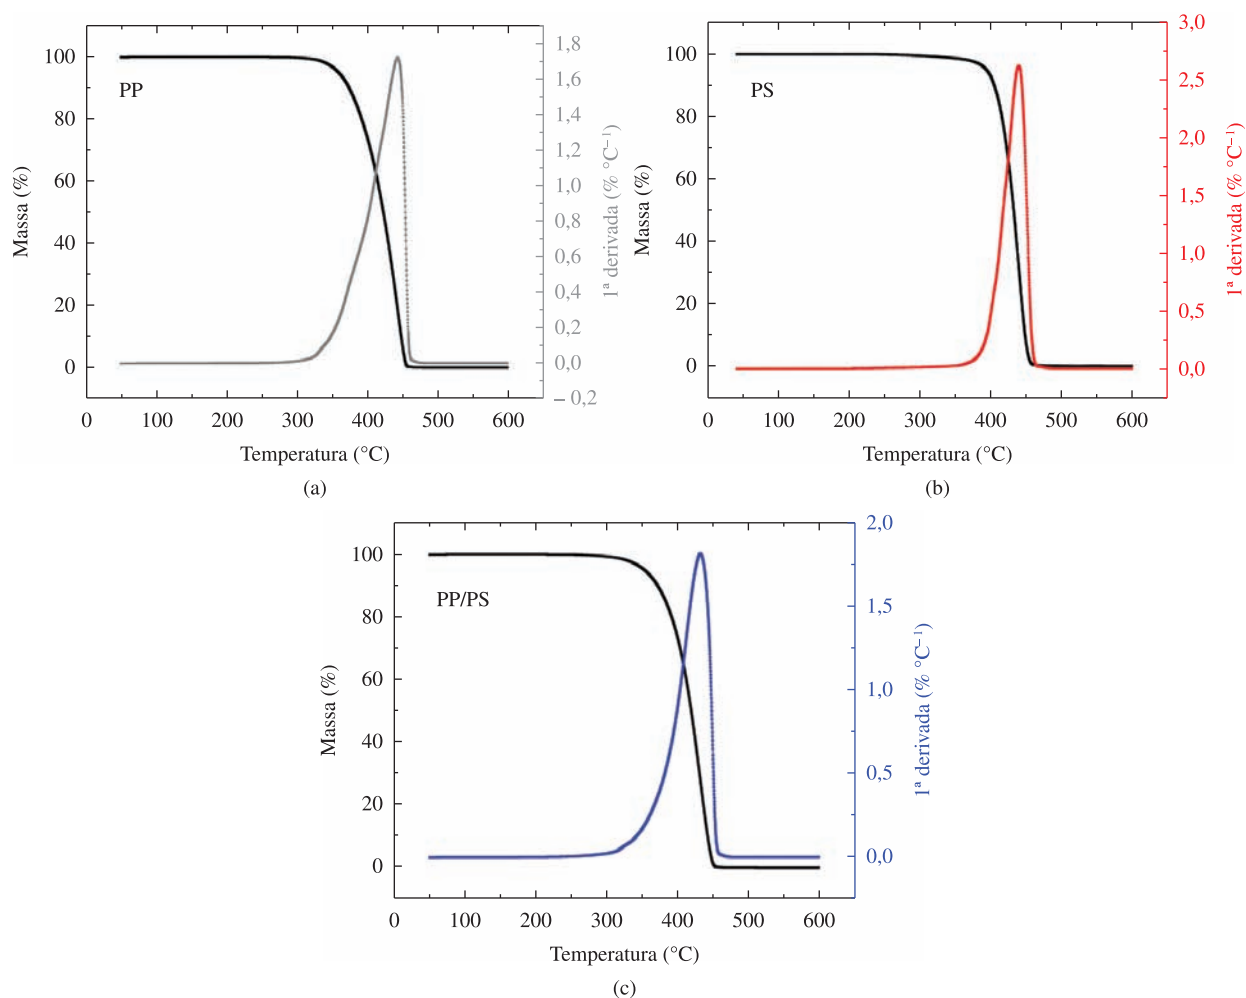 PP
Massa (%)
100
80
60
40
20
0
1,8
1,6
1,4
1,2
1,0
0,8
0,6
0,4
0,2
0,0
– 0,2
1ª derivada (% °C⁻¹)
0 100 200 300 400 500 600
Temperatura (°C)
(a)
PS
Massa (%)
100
80
60
40
20
0
3,0
2,5
2,0
1,5
1,0
0,5
0,0
1ª derivada (% °C⁻¹)
0 100 200 300 400 500 600
Temperatura (°C)
(b)
PP/PS
Massa (%)
100
80
60
40
20
0
2,0
1,5
1,0
0,5
0,0
1ª derivada (% °C⁻¹)
0 100 200 300 400 500 600
Temperatura (°C)
(c)